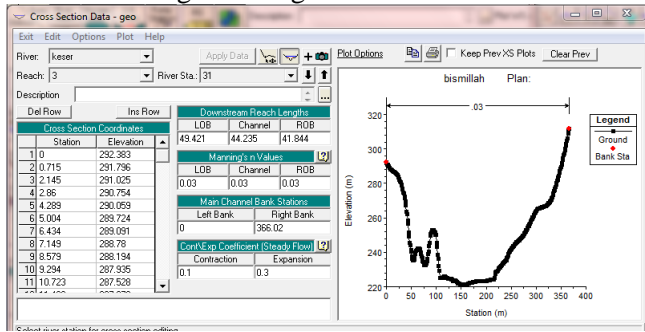 Cross Section Data - geo
Exit Edit Options Plot Help
River: keser Apply Data Plot Options Keep Prev XS Plots Clear Prev
Reach: 3 River Sta.: 31
Description ...
Del Row Ins Row
Cross Section Coordinates
Station Elevation
1 0 292.383
2 0.715 291.796
3 2.145 291.025
4 2.86 290.754
5 4.289 290.059
6 5.004 289.724
7 6.434 289.091
8 7.149 288.78
9 8.579 288.194
10 9.294 287.935
11 10.723 287.528
Downstream Reach Lengths
LOB Channel ROB
49.421 44.235 41.844
Manning's n Values
LOB Channel ROB
0.03 0.03 0.03
Main Channel Bank Stations
Left Bank Right Bank
0 366.02
Cont\Exp Coefficient (Steady Flow)
Contraction Expansion
0.1 0.3
bismillah Plan:
.03
Legend
Ground
Bank Sta
Elevation (m)
320
300
280
260
240
220
0 50 100 150 200 250 300 350 400
Station (m)
Select river station for cross section editing